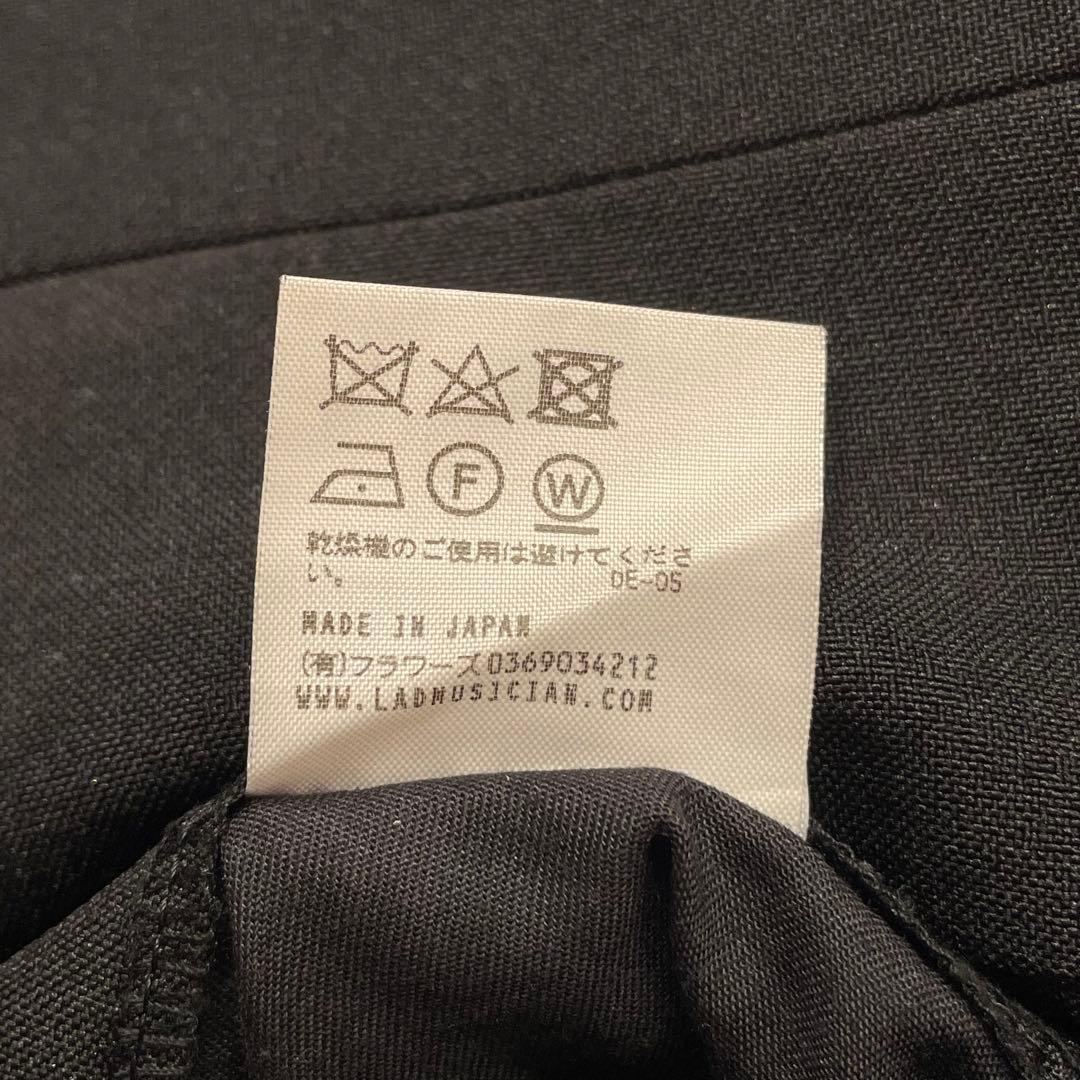 F W
乾燥機のご使用は避けてくださ
い。 DE-05
MADE IN JAPAN
(有)フラワーズ0369034212
WWW.LADMUSICIAN.COM